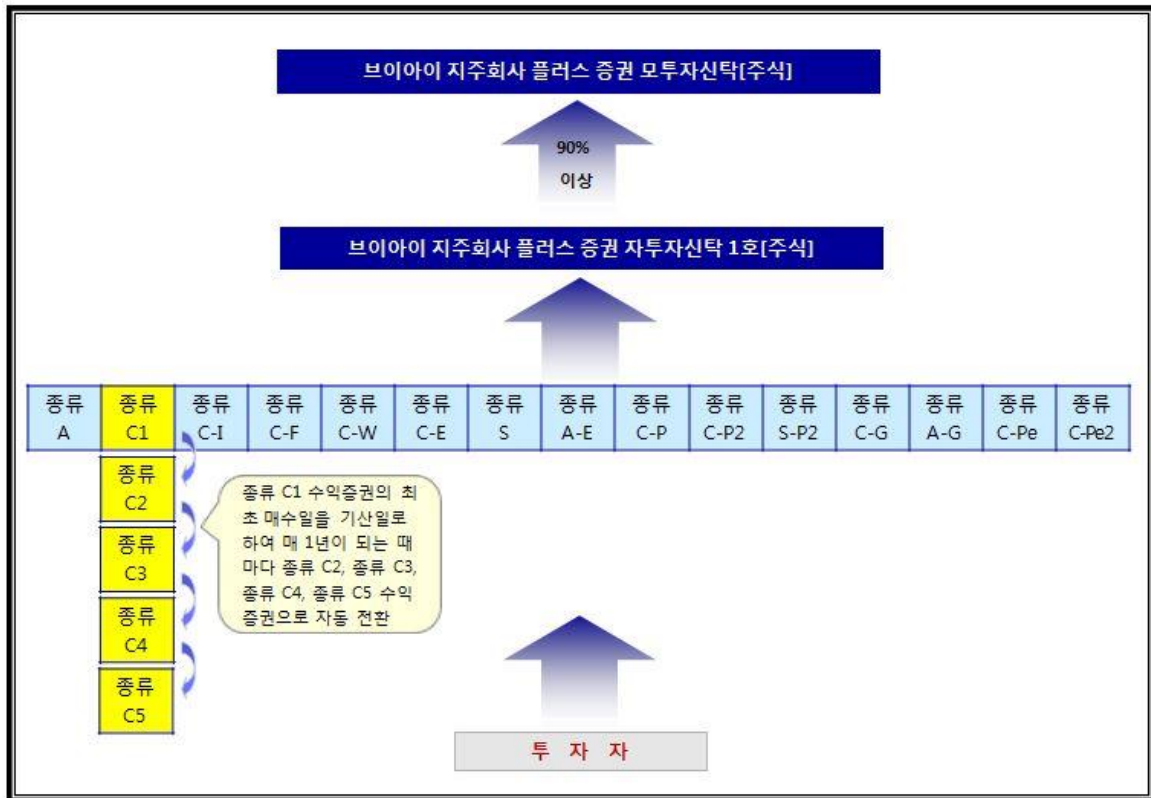 브이아이 지주회사 플러스 증권 모투자신탁[주식]
90%
이상
브이아이 지주회사 플러스 증권 자투자신탁 1호[주식]
종류 종류 종류 종류 종류 종류 종류 종류 종류 종류 종류 종류 종류 종류 종류
A C1 C-I C-F C-W C-E S A-E C-P C-P2 S-P2 C-G A-G C-Pe C-Pe2
종류
C2
종류
C3
종류
C4
종류
C5
종류 C1 수익증권의 최
초 매수일을 기산일로
하여 매 1년이 되는 때
마다 종류 C2, 종류 C3,
종류 C4, 종류 C5 수익
증권으로 자동 전환
투 자 자